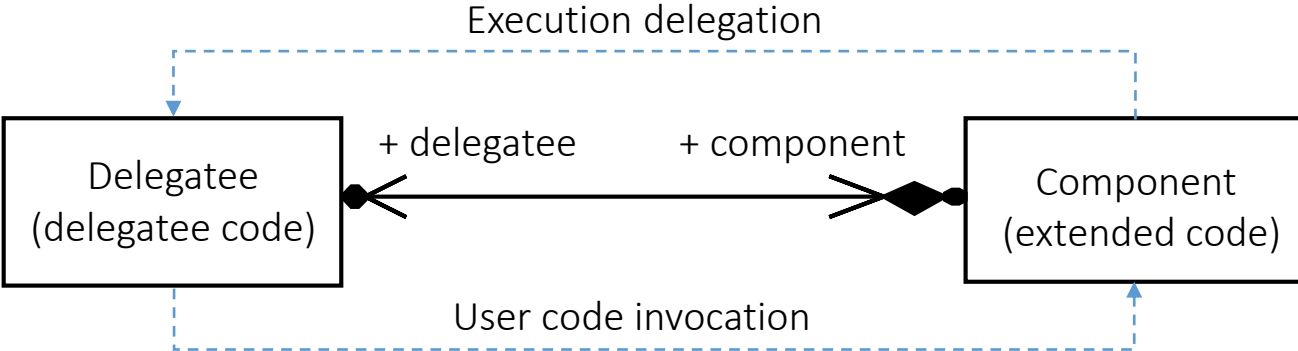 Execution delegation
+ delegatee
+ component
Delegatee
(delegatee code)
Component
(extended code)
User code invocation